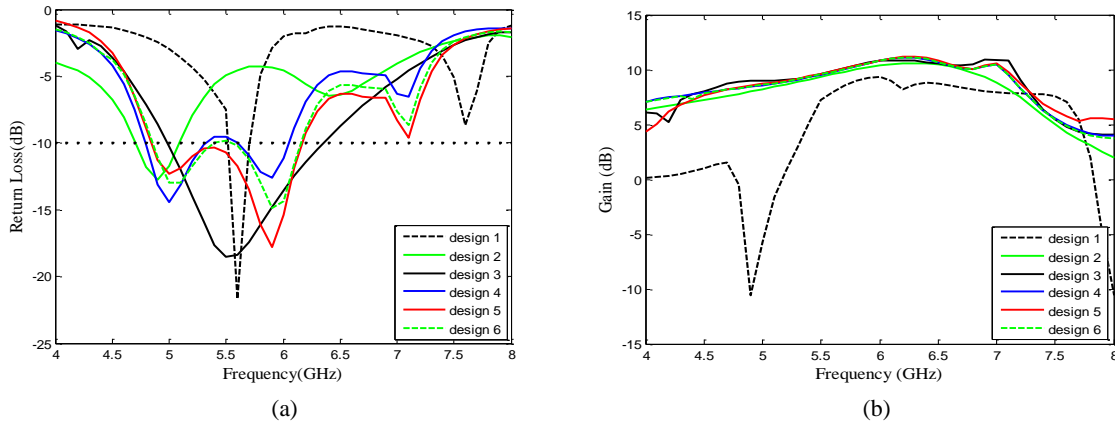 0
-5
-10
-15
-20
-25
Return Loss(dB)
4 4.5 5 5.5 6 6.5 7 7.5 8
Frequency(GHz)
design 1
design 2
design 3
design 4
design 5
design 6
(a)
15
10
5
0
-5
-10
-15
Gain (dB)
4 4.5 5 5.5 6 6.5 7 7.5 8
Frequency (GHz)
design 1
design 2
design 3
design 4
design 5
design 6
(b)